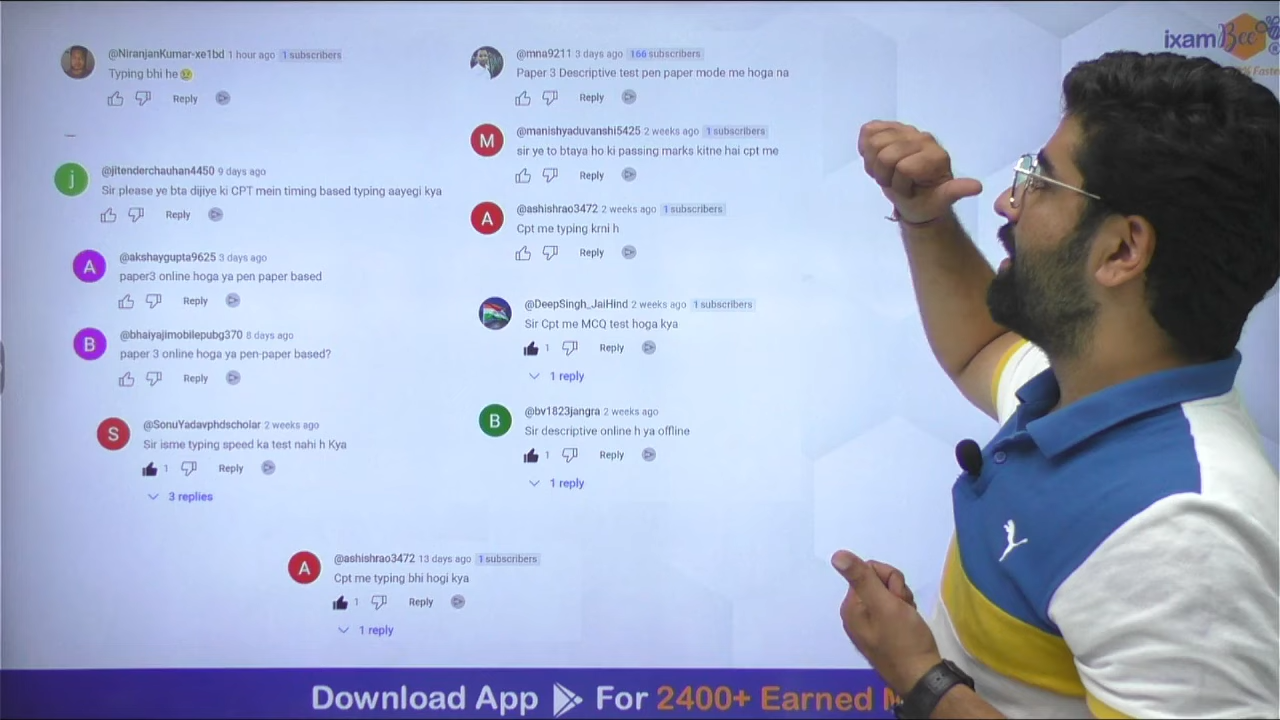 @NiranjanKumar-xe1bd 1 hour ago 1 subscribers
Typing bhi he😢
Reply
@jitenderchauhan4450 9 days ago
j
Sir please ye bta dijiye ki CPT mein timing based typing aayegi kya
Reply
@akshaygupta9625 3 days ago
A
paper3 online hoga ya pen paper based
Reply
@bhaiyajimobilepubg370 8 days ago
B
paper 3 online hoga ya pen-paper based?
Reply
@SonuYadavphdscholar 2 weeks ago
S
Sir isme typing speed ka test nahi h Kya
1 Reply
3 replies
@mna9211 3 days ago 166 subscribers
Paper 3 Descriptive test pen paper mode me hoga na
Reply
@manishyaduvanshi5425 2 weeks ago 1 subscribers
M
sir ye to btaya ho ki passing marks kitne hai cpt me
Reply
@ashishrao3472 2 weeks ago 1 subscribers
A
Cpt me typing krni h
Reply
@DeepSingh_JaiHind 2 weeks ago 1 subscribers
Sir Cpt me MCQ test hoga kya
1 Reply
1 reply
@bv1823jangra 2 weeks ago
B
Sir descriptive online h ya offline
1 Reply
1 reply
@ashishrao3472 13 days ago 1 subscribers
A
Cpt me typing bhi hogi kya
1 Reply
1 reply
ixamBee
Download App For 2400+ Earned